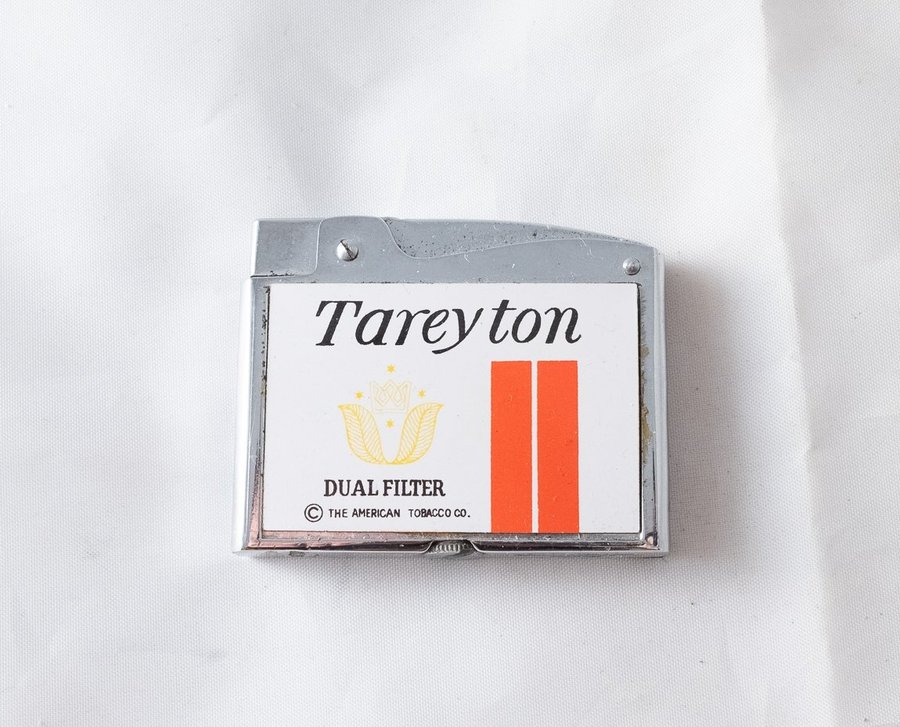 Tareyton
DUAL FILTER
© THE AMERICAN TOBACCO CO.